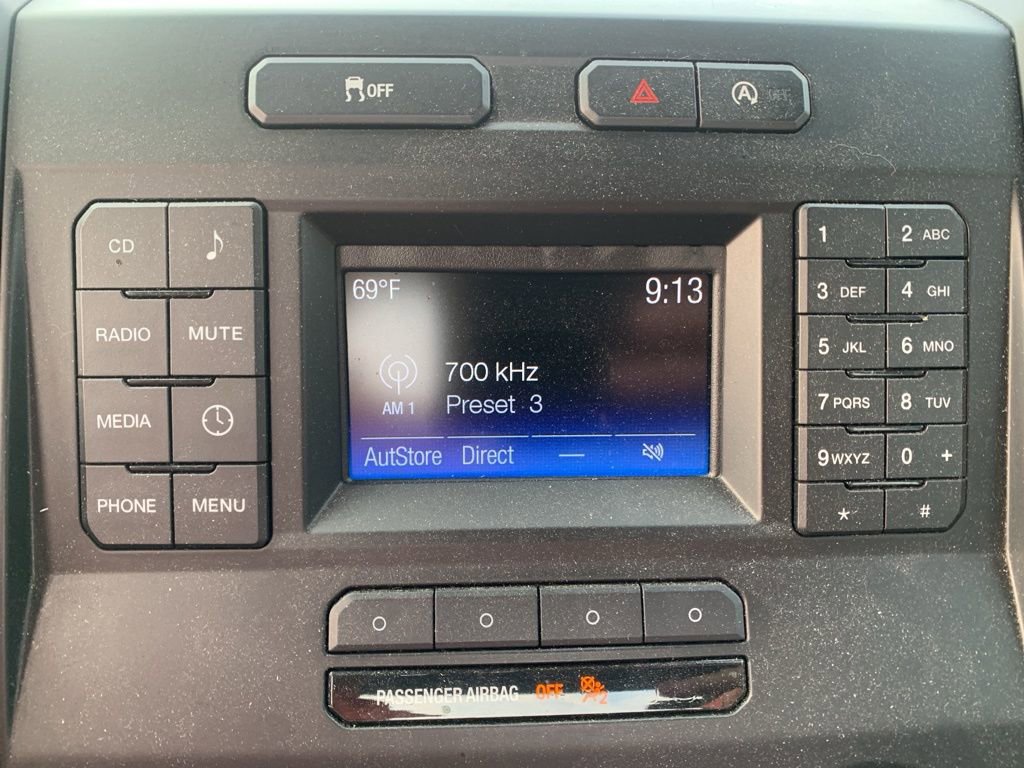 OFF
A OFF
CD
RADIO MUTE
MEDIA
PHONE MENU
69°F 9:13
700 kHz
AM 1 Preset 3
AutStore Direct —
1 2 ABC
3 DEF 4 GHI
5 JKL 6 MNO
7 PQRS 8 TUV
9 WXYZ 0 +
* #
PASSENGER AIRBAG OFF 2